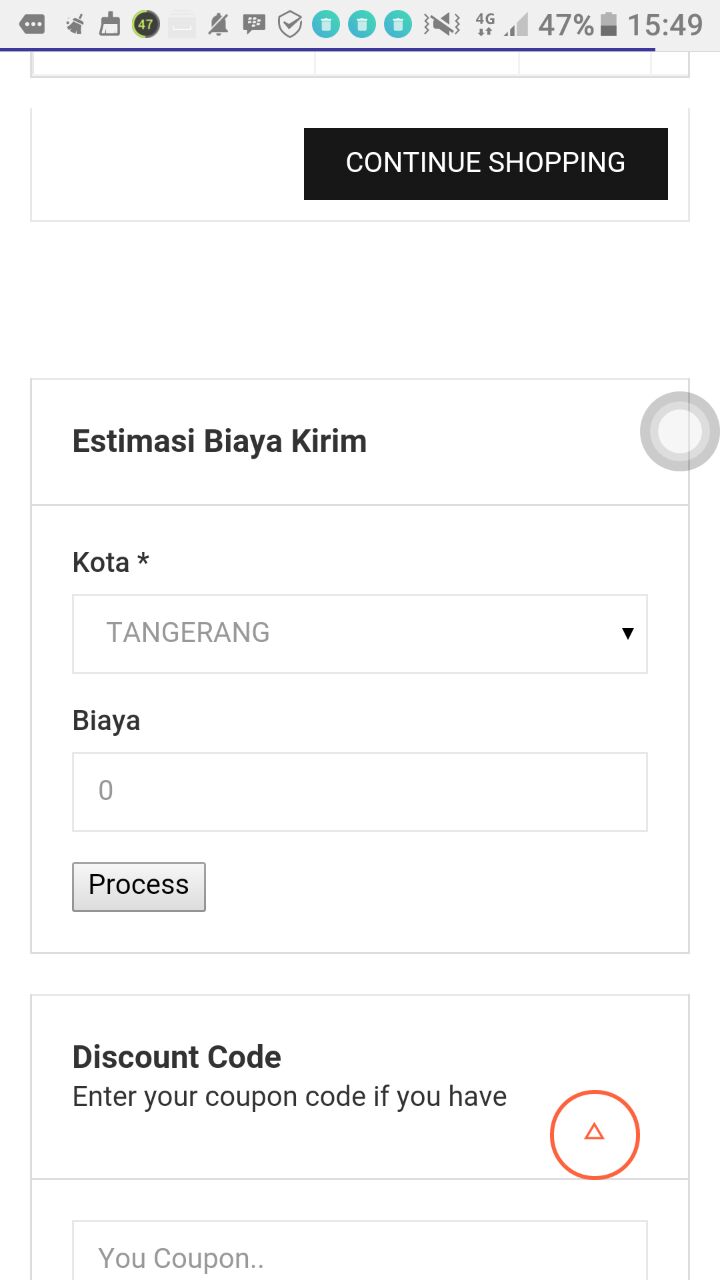 47 4G 47% 15:49
CONTINUE SHOPPING
Estimasi Biaya Kirim
Kota *
TANGERANG
Biaya
0
Process
Discount Code
Enter your coupon code if you have
You Coupon..